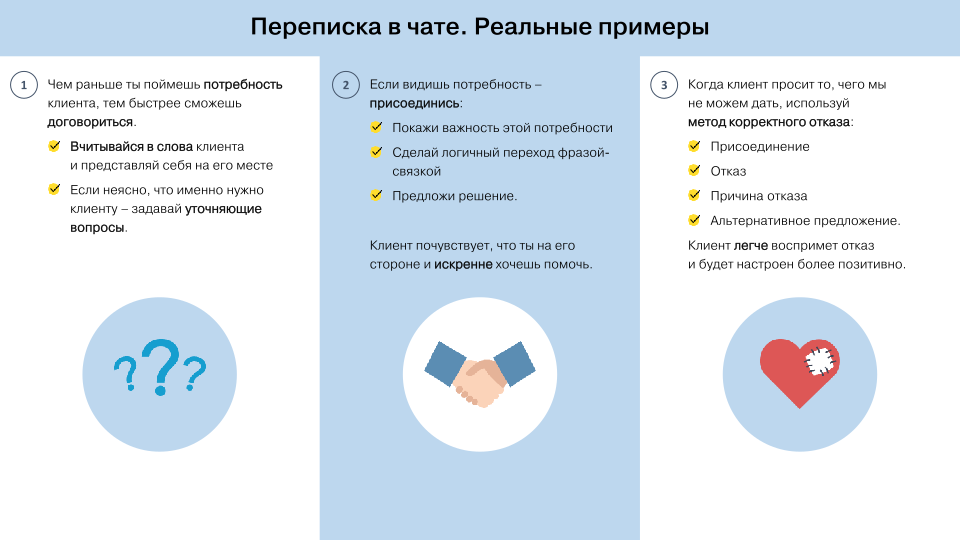 Переписка в чате. Реальные примеры
1
Чем раньше ты поймешь потребность
клиента, тем быстрее сможешь
договориться.
Вчитывайся в слова клиента
и представляй себя на его месте
Если неясно, что именно нужно
клиенту – задавай уточняющие
вопросы.
2
Если видишь потребность –
присоединись:
Покажи важность этой потребности
Сделай логичный переход фразой-
связкой
Предложи решение.
Клиент почувствует, что ты на его
стороне и искренне хочешь помочь.
3
Когда клиент просит то, чего мы
не можем дать, используй
метод корректного отказа:
Присоединение
Отказ
Причина отказа
Альтернативное предложение.
Клиент легче воспримет отказ
и будет настроен более позитивно.
? ? ?